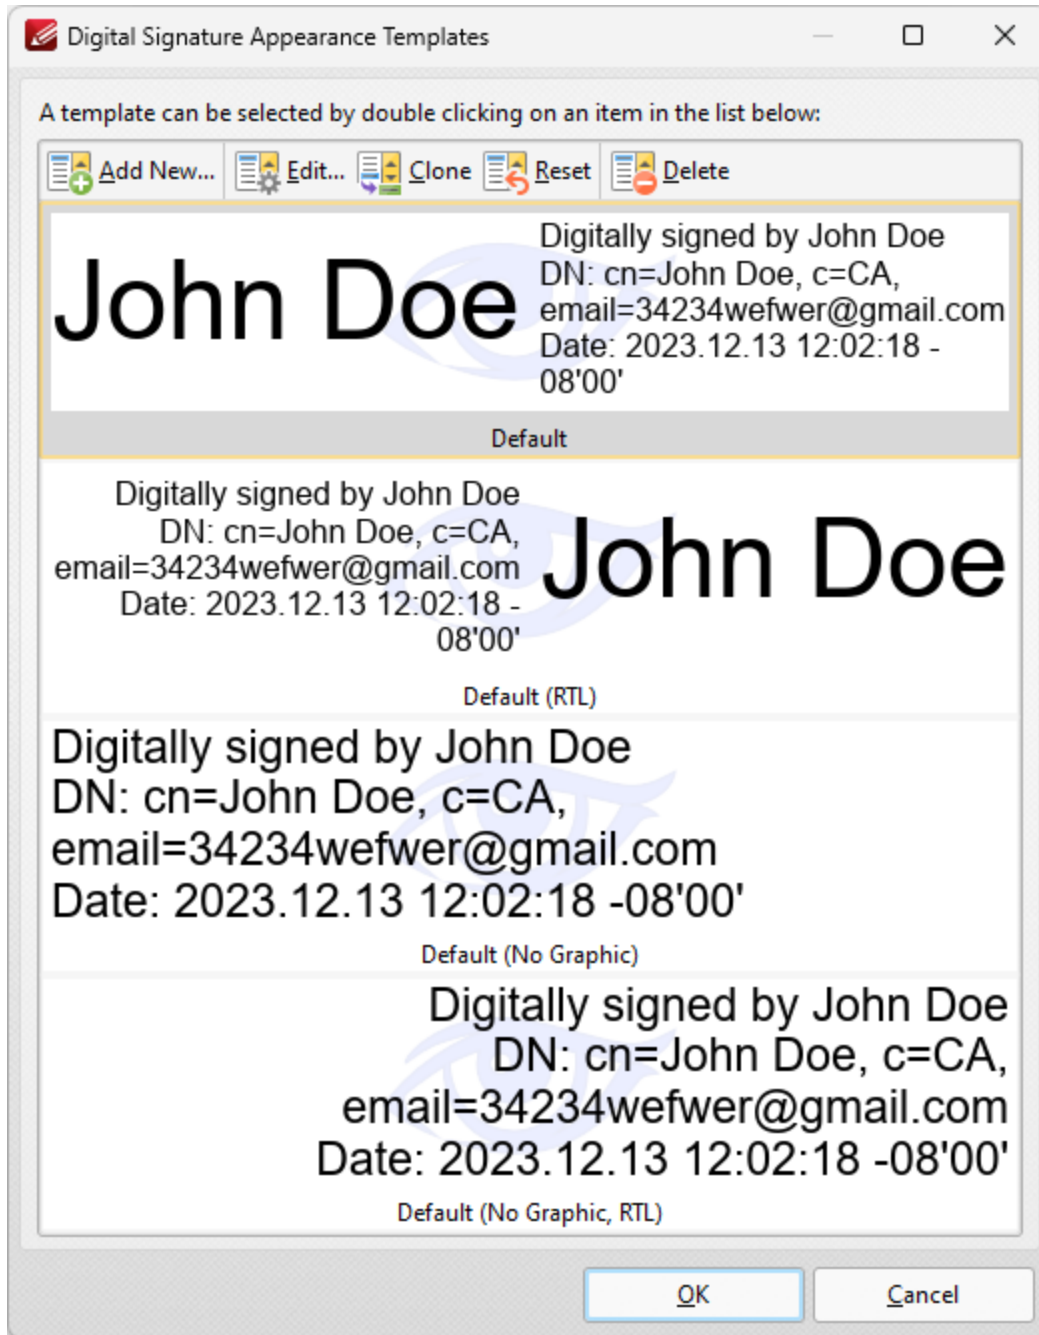 Digital Signature Appearance Templates
A template can be selected by double clicking on an item in the list below:
Add New... Edit... Clone Reset Delete
John Doe
Digitally signed by John Doe
DN: cn=John Doe, c=CA,
email=34234wefwer@gmail.com
Date: 2023.12.13 12:02:18 -
08'00'
Default
Digitally signed by John Doe
DN: cn=John Doe, c=CA,
email=34234wefwer@gmail.com
Date: 2023.12.13 12:02:18 -
08'00'
John Doe
Default (RTL)
Digitally signed by John Doe
DN: cn=John Doe, c=CA,
email=34234wefwer@gmail.com
Date: 2023.12.13 12:02:18 -08'00'
Default (No Graphic)
Digitally signed by John Doe
DN: cn=John Doe, c=CA,
email=34234wefwer@gmail.com
Date: 2023.12.13 12:02:18 -08'00'
Default (No Graphic, RTL)
OK Cancel